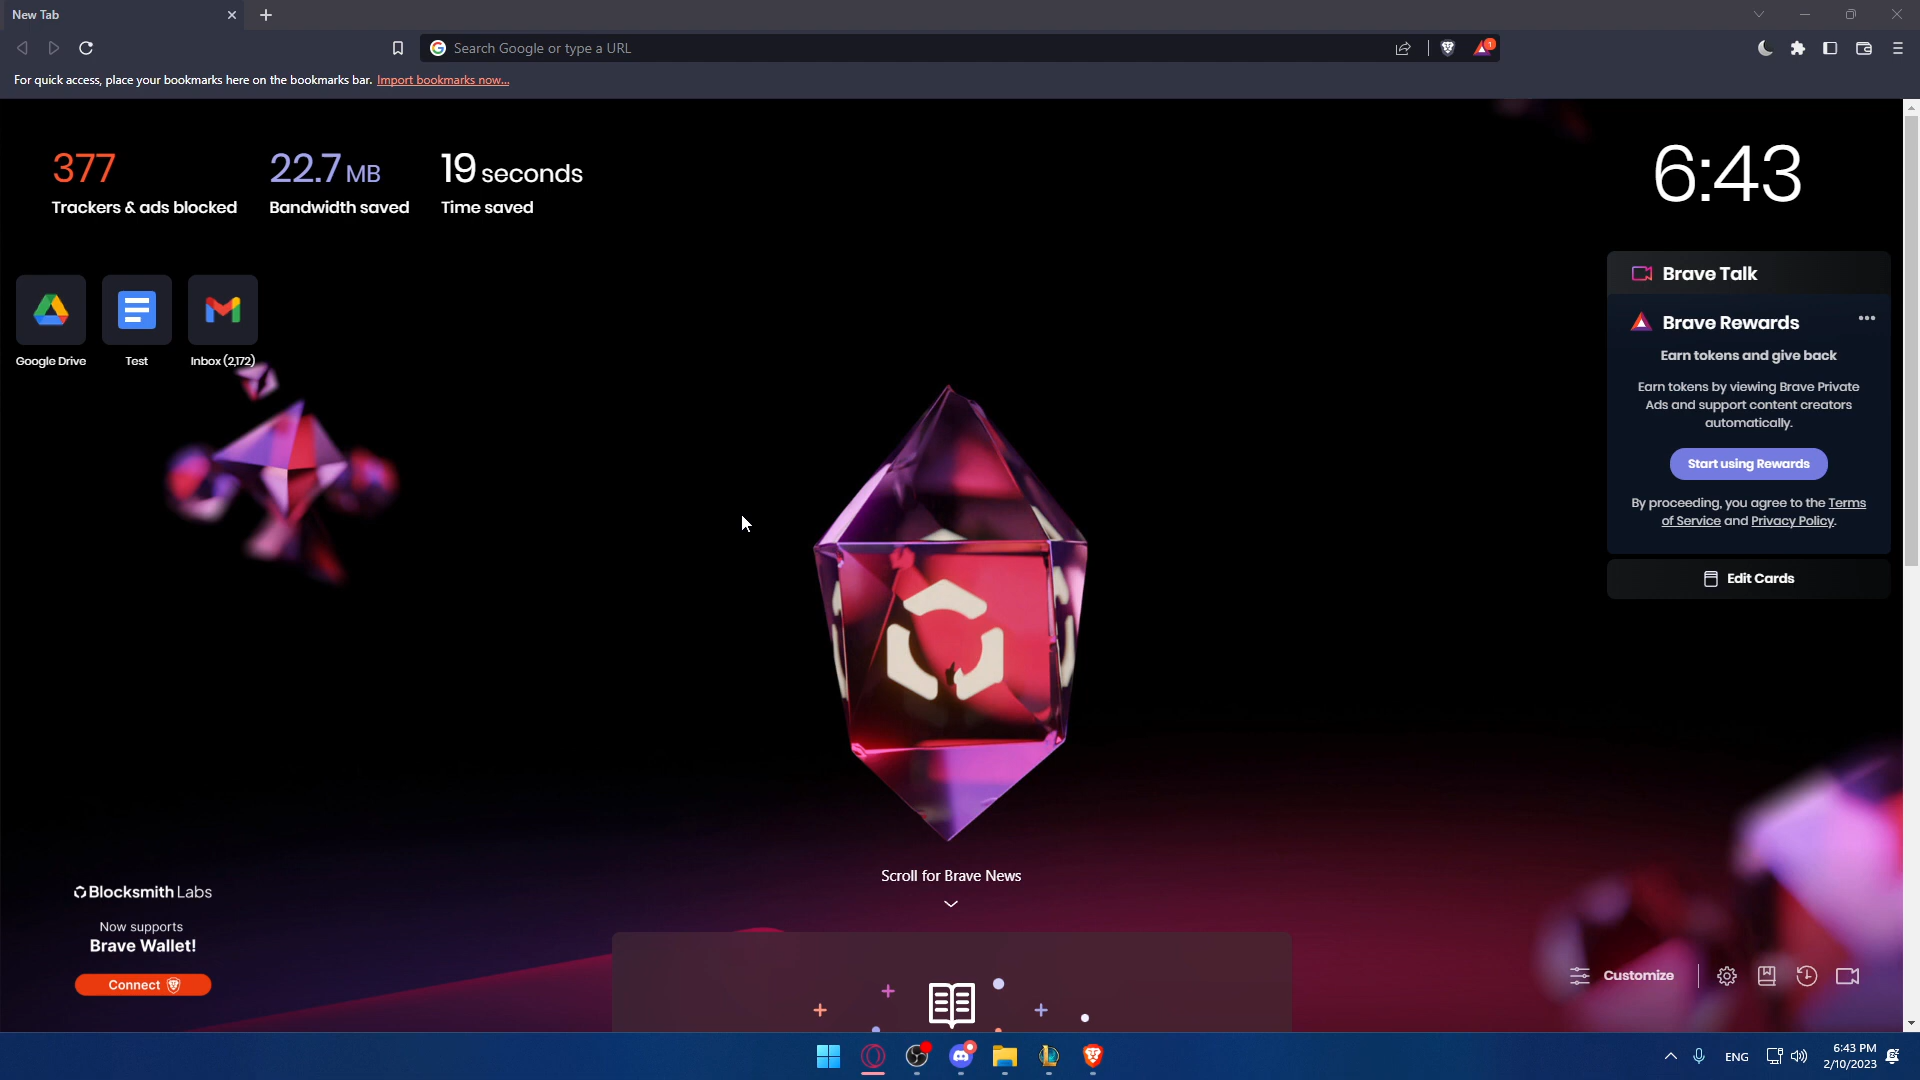 New Tab
Search Google or type a URL
1
For quick access, place your bookmarks here on the bookmarks bar. Import bookmarks now...
377
Trackers & ads blocked
22.7 MB
Bandwidth saved
19 seconds
Time saved
6:43
Google Drive
Test
Inbox (2,172)
Brave Talk
Brave Rewards
Earn tokens and give back
Earn tokens by viewing Brave Private
Ads and support content creators
automatically.
Start using Rewards
By proceeding, you agree to the Terms
of Service and Privacy Policy.
Edit Cards
Scroll for Brave News
Blocksmith Labs
Now supports
Brave Wallet!
Connect
Customize
ENG
6:43 PM
2/10/2023